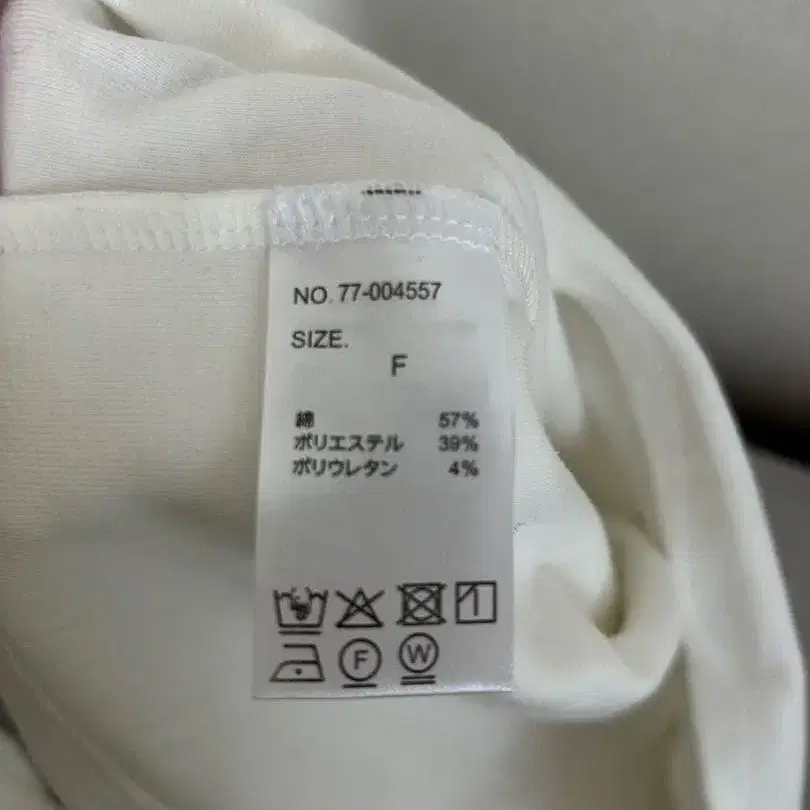 NO. 77-004557
SIZE.
F
綿 57%
ポリエステル 39%
ポリウレタン 4%
F W